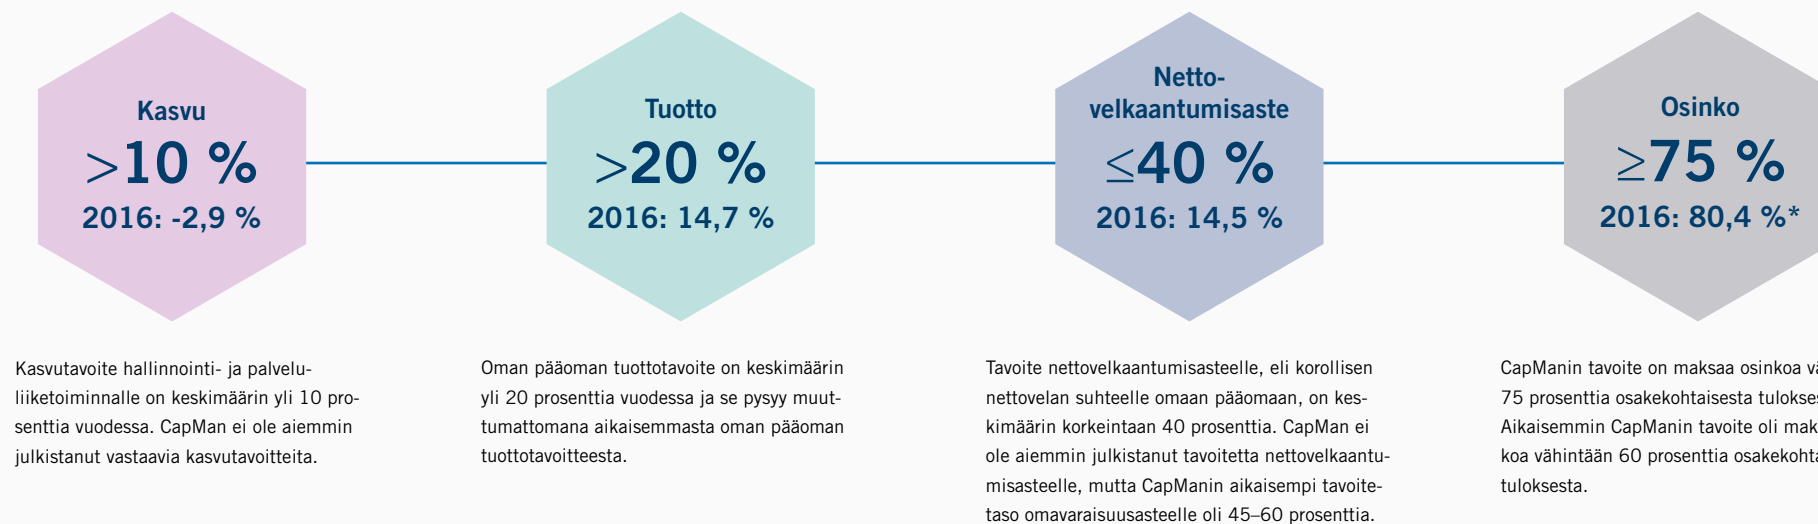 Kasvu
>10 %
2016: -2,9 %
Kasvutavoite hallinnointi- ja palvelu-
liiketoiminnalle on keskimäärin yli 10 pro-
senttia vuodessa. CapMan ei ole aiemmin
julkistanut vastaavia kasvutavoitteita.
Tuotto
>20 %
2016: 14,7 %
Oman pääoman tuottotavoite on keskimäärin
yli 20 prosenttia vuodessa ja se pysyy muut-
tumattomana aikaisemmasta oman pääoman
tuottotavoitteesta.
Netto-
velkaantumisaste
≤40 %
2016: 14,5 %
Tavoite nettovelkaantumisasteelle, eli korollisen
nettovelan suhteelle omaan pääomaan, on kes-
kimäärin korkeintaan 40 prosenttia. CapMan ei
ole aiemmin julkistanut tavoitetta nettovelkaantu-
misasteelle, mutta CapManin aikaisempi tavoite-
taso omavaraisuusasteelle oli 45–60 prosenttia.
Osinko
≥75 %
2016: 80,4 %*
CapManin tavoite on maksaa osinkoa
75 prosenttia osakekohtaisesta
Aikaisemmin CapManin tavoite oli
koa vähintään 60 prosenttia
tuloksesta.